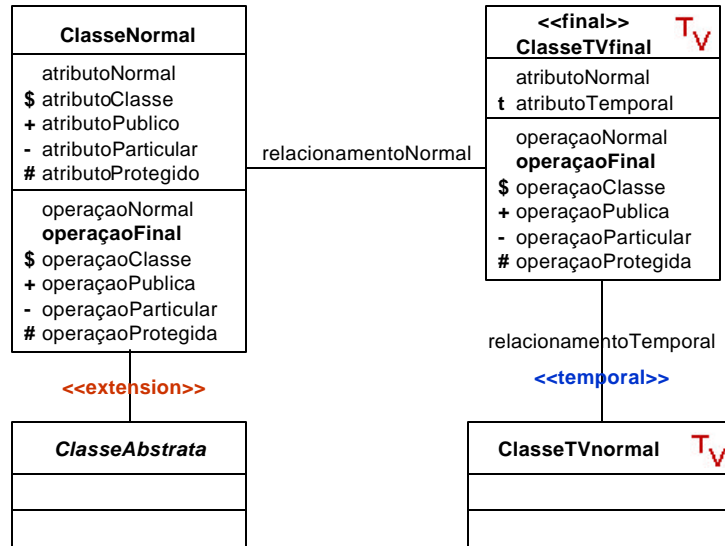 ClasseNormal
atributoNormal
$ atributoClasse
+ atributoPublico
- atributoParticular
# atributoProtegido
operaçaoNormal
operaçaoFinal
$ operaçaoClasse
+ operaçaoPublica
- operaçaoParticular
# operaçaoProtegida
relacionamentoNormal
<<final>>
ClasseTVfinal
TV
atributoNormal
t atributoTemporal
operaçaoNormal
operaçaoFinal
$ operaçaoClasse
+ operaçaoPublica
- operaçaoParticular
# operaçaoProtegida
<<extension>>
relacionamentoTemporal
<<temporal>>
ClasseAbstrata
ClasseTVnormal
TV